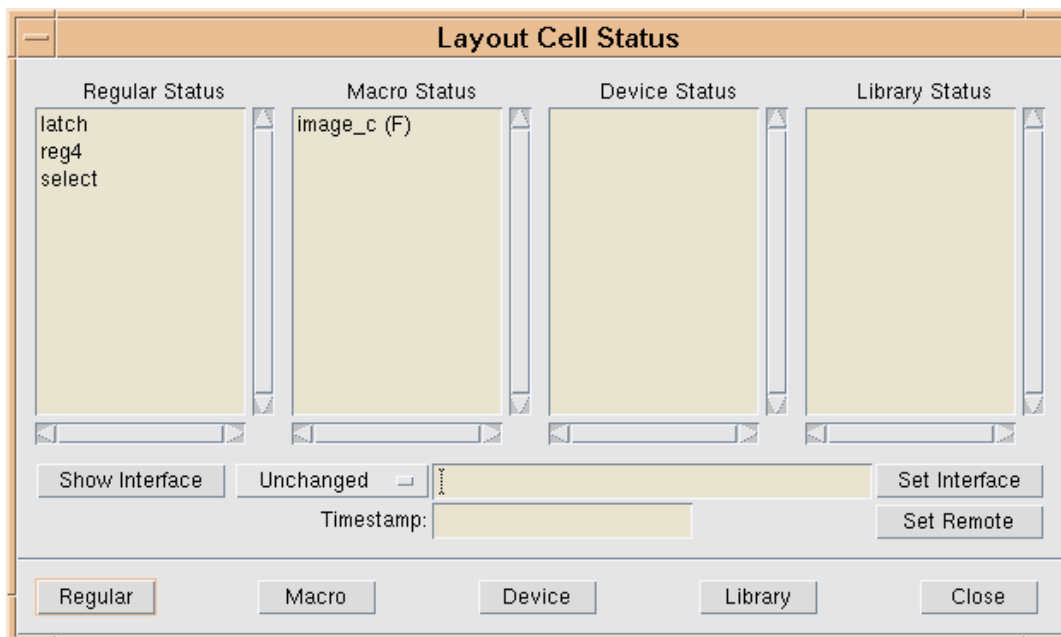 Layout Cell Status
Regular Status Macro Status Device Status Library Status
latch image_c (F)
reg4
select
Show Interface Unchanged Set Interface
Timestamp: Set Remote
Regular Macro Device Library Close